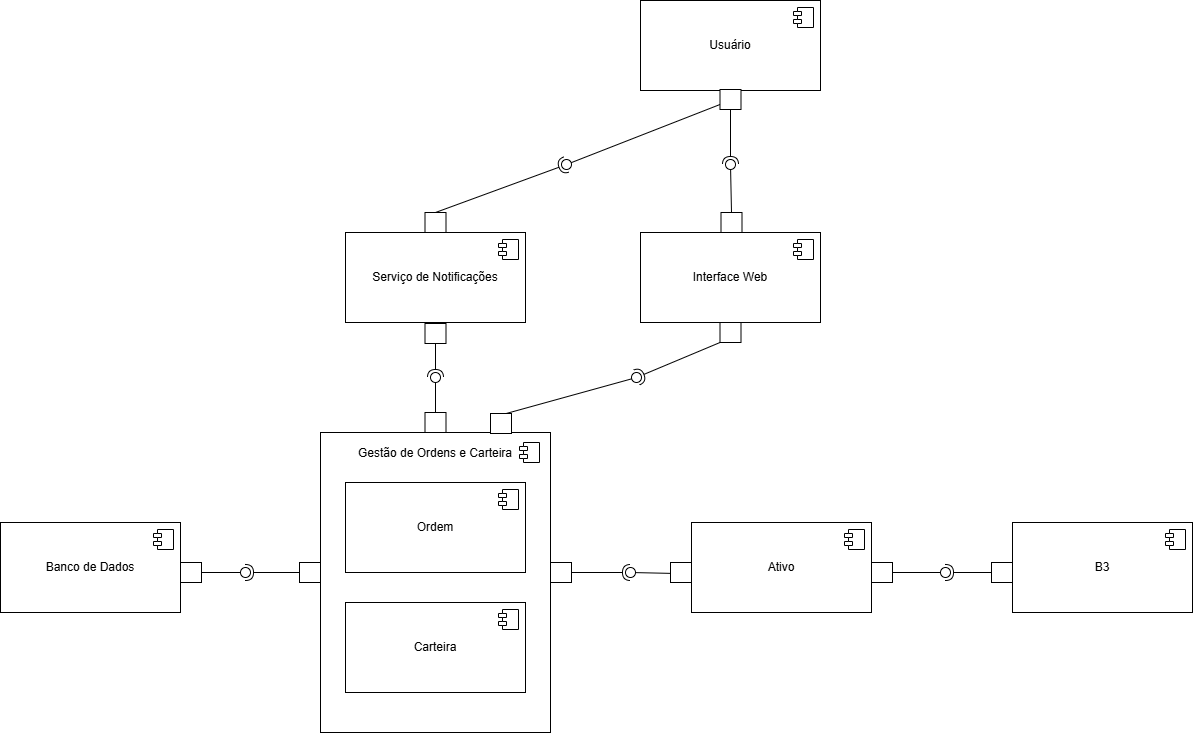 Usuário
Serviço de Notificações
Interface Web
Gestão de Ordens e Carteira
Ordem
Banco de Dados
Ativo
B3
Carteira